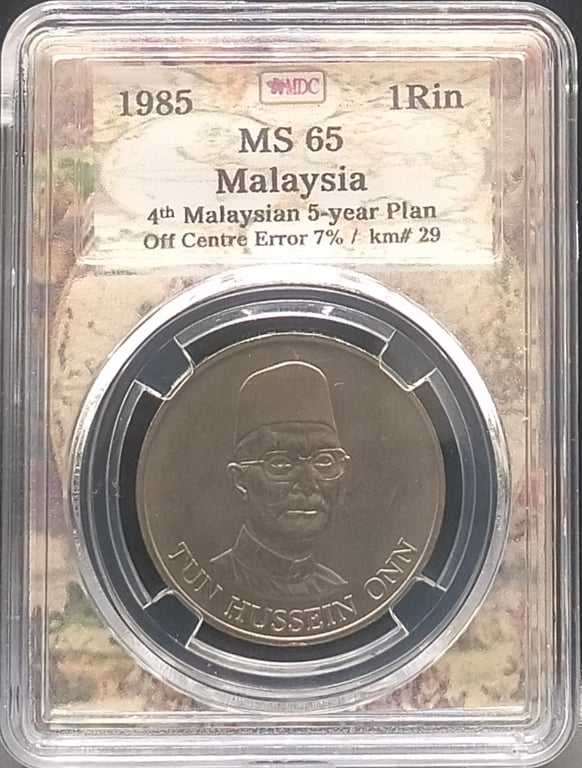 MDC
1985 1Rin
MS 65
Malaysia
4th Malaysian 5-year Plan
Off Centre Error 7% / km# 29
TUN HUSSEIN ONN